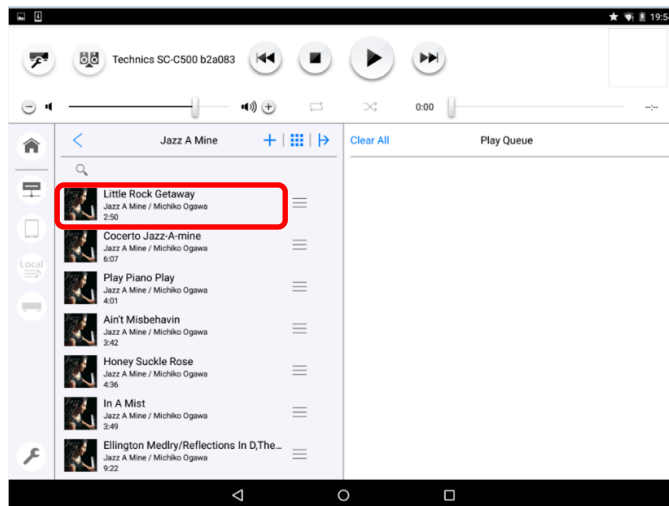 19:54
Technics SC-C500 b2a083
0:00
--:--
Jazz A Mine
Clear All
Play Queue
Local
Little Rock Getaway
Jazz A Mine / Michiko Ogawa
2:50
Cocerto Jazz-A-mine
Jazz A Mine / Michiko Ogawa
6:07
Play Piano Play
Jazz A Mine / Michiko Ogawa
4:01
Ain't Misbehavin
Jazz A Mine / Michiko Ogawa
3:42
Honey Suckle Rose
Jazz A Mine / Michiko Ogawa
4:36
In A Mist
Jazz A Mine / Michiko Ogawa
3:49
Ellington Medlry/Reflections In D,The...
Jazz A Mine / Michiko Ogawa
9:22